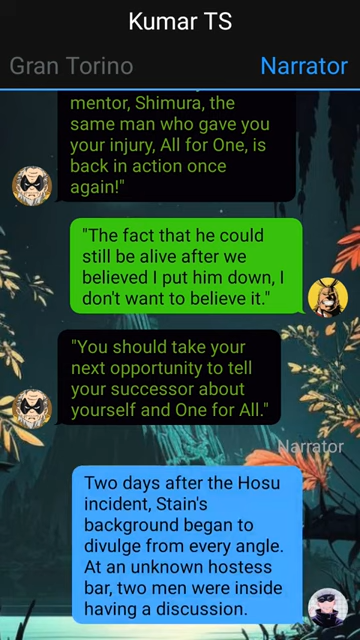 Kumar TS
Gran Torino
Narrator
mentor, Shimura, the
same man who gave you
your injury, All for One, is
back in action once
again!"
"The fact that he could
still be alive after we
believed I put him down, I
don't want to believe it."
"You should take your
next opportunity to tell
your successor about
yourself and One for All."
Narrator
Two days after the Hosu
incident, Stain's
background began to
divulge from every angle.
At an unknown hostess
bar, two men were inside
having a discussion.